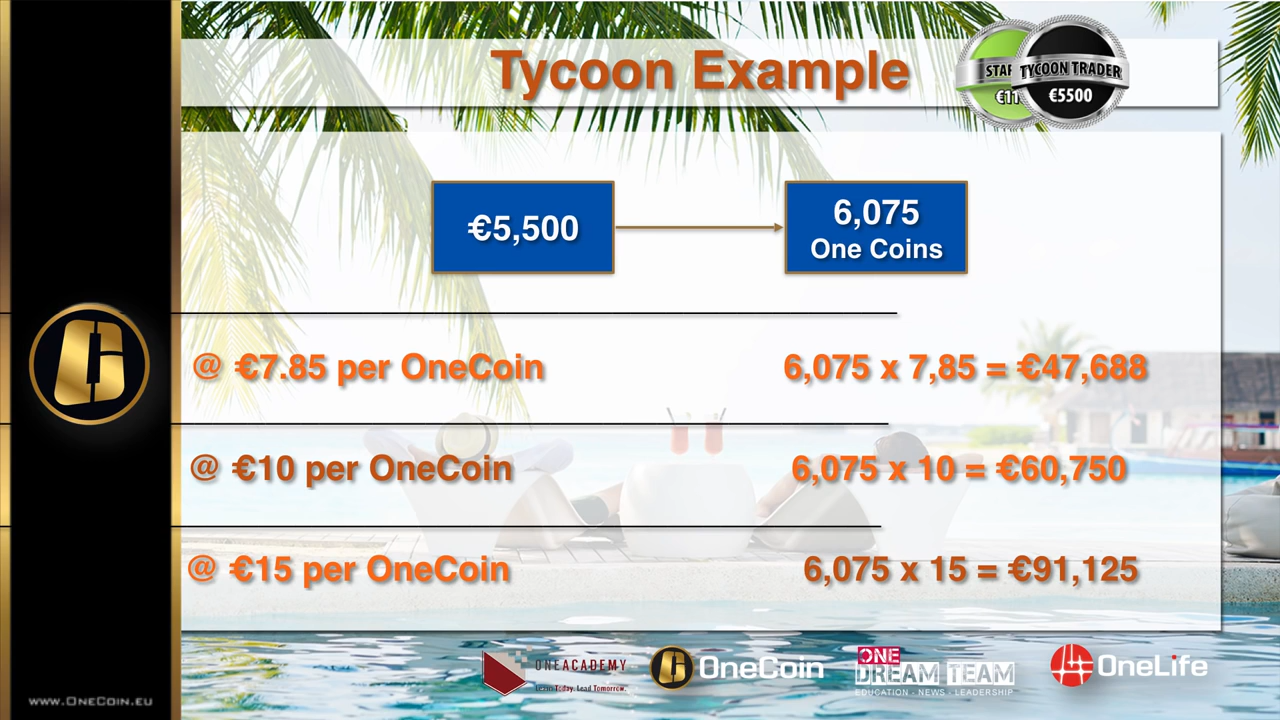 Tycoon Example
STAR
€11
TYCOON TRADER
€5500
€5,500
6,075
One Coins
@ €7.85 per OneCoin
6,075 x 7,85 = €47,688
@ €10 per OneCoin
6,075 x 10 = €60,750
@ €15 per OneCoin
6,075 x 15 = €91,125
ONEACADEMY
Learn Today. Lead Tomorrow.
OneCoin
ONE
DREAM TEAM
EDUCATION - NEWS - LEADERSHIP
OneLife
www.OneCoin.eu